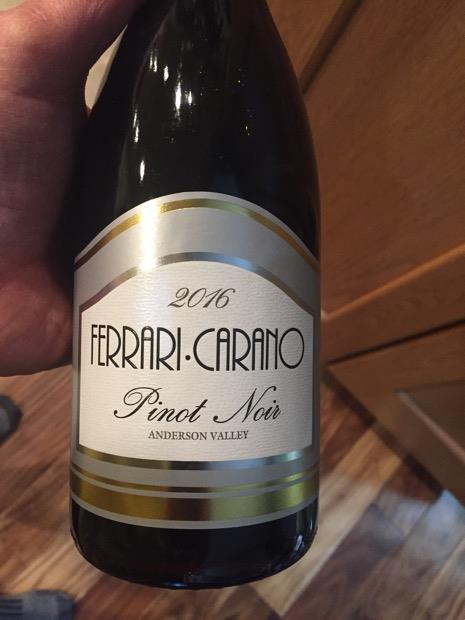 2016
FERRARI·CARANO
Pinot Noir
ANDERSON VALLEY